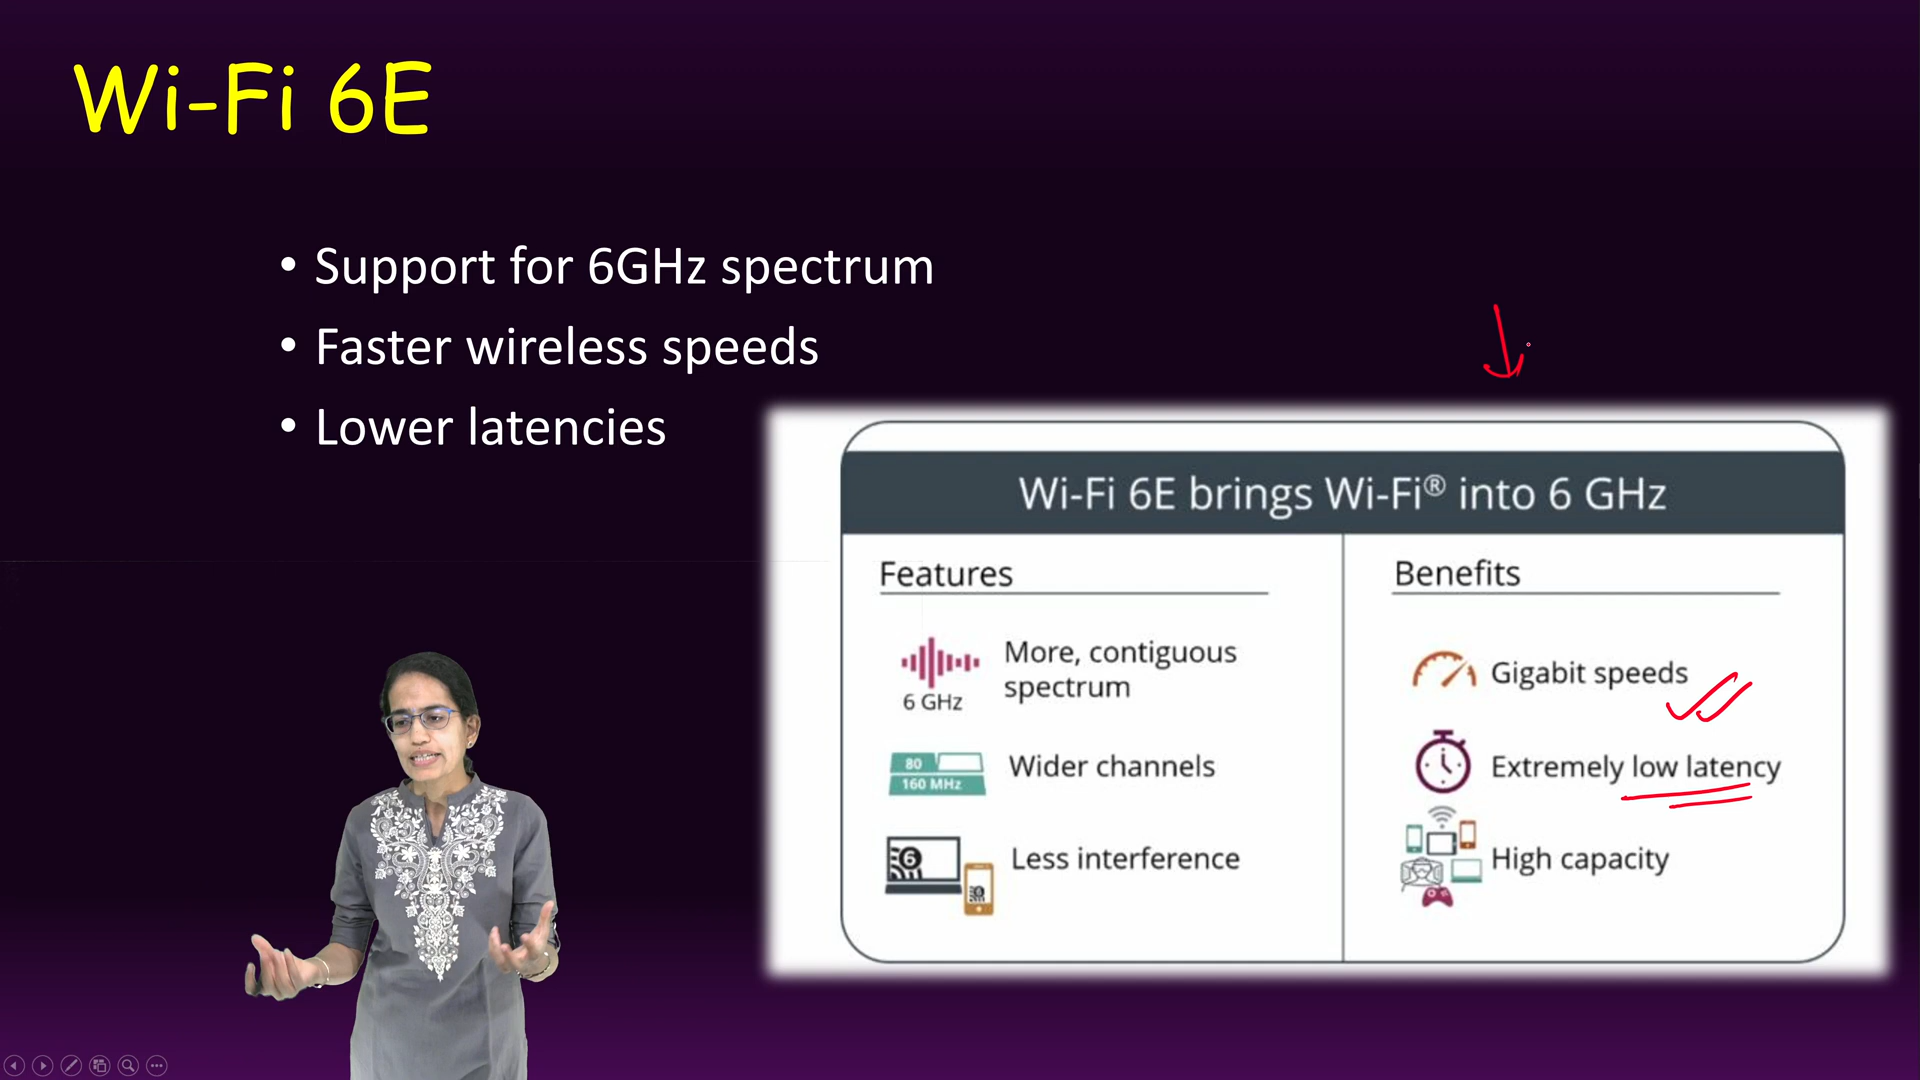 Wi-Fi 6E
• Support for 6GHz spectrum
• Faster wireless speeds
• Lower latencies
Wi-Fi 6E brings Wi-Fi® into 6 GHz
Features
6 GHz
More, contiguous
spectrum
80
160 MHz
Wider channels
6
6
Less interference
Benefits
Gigabit speeds
Extremely low latency
High capacity